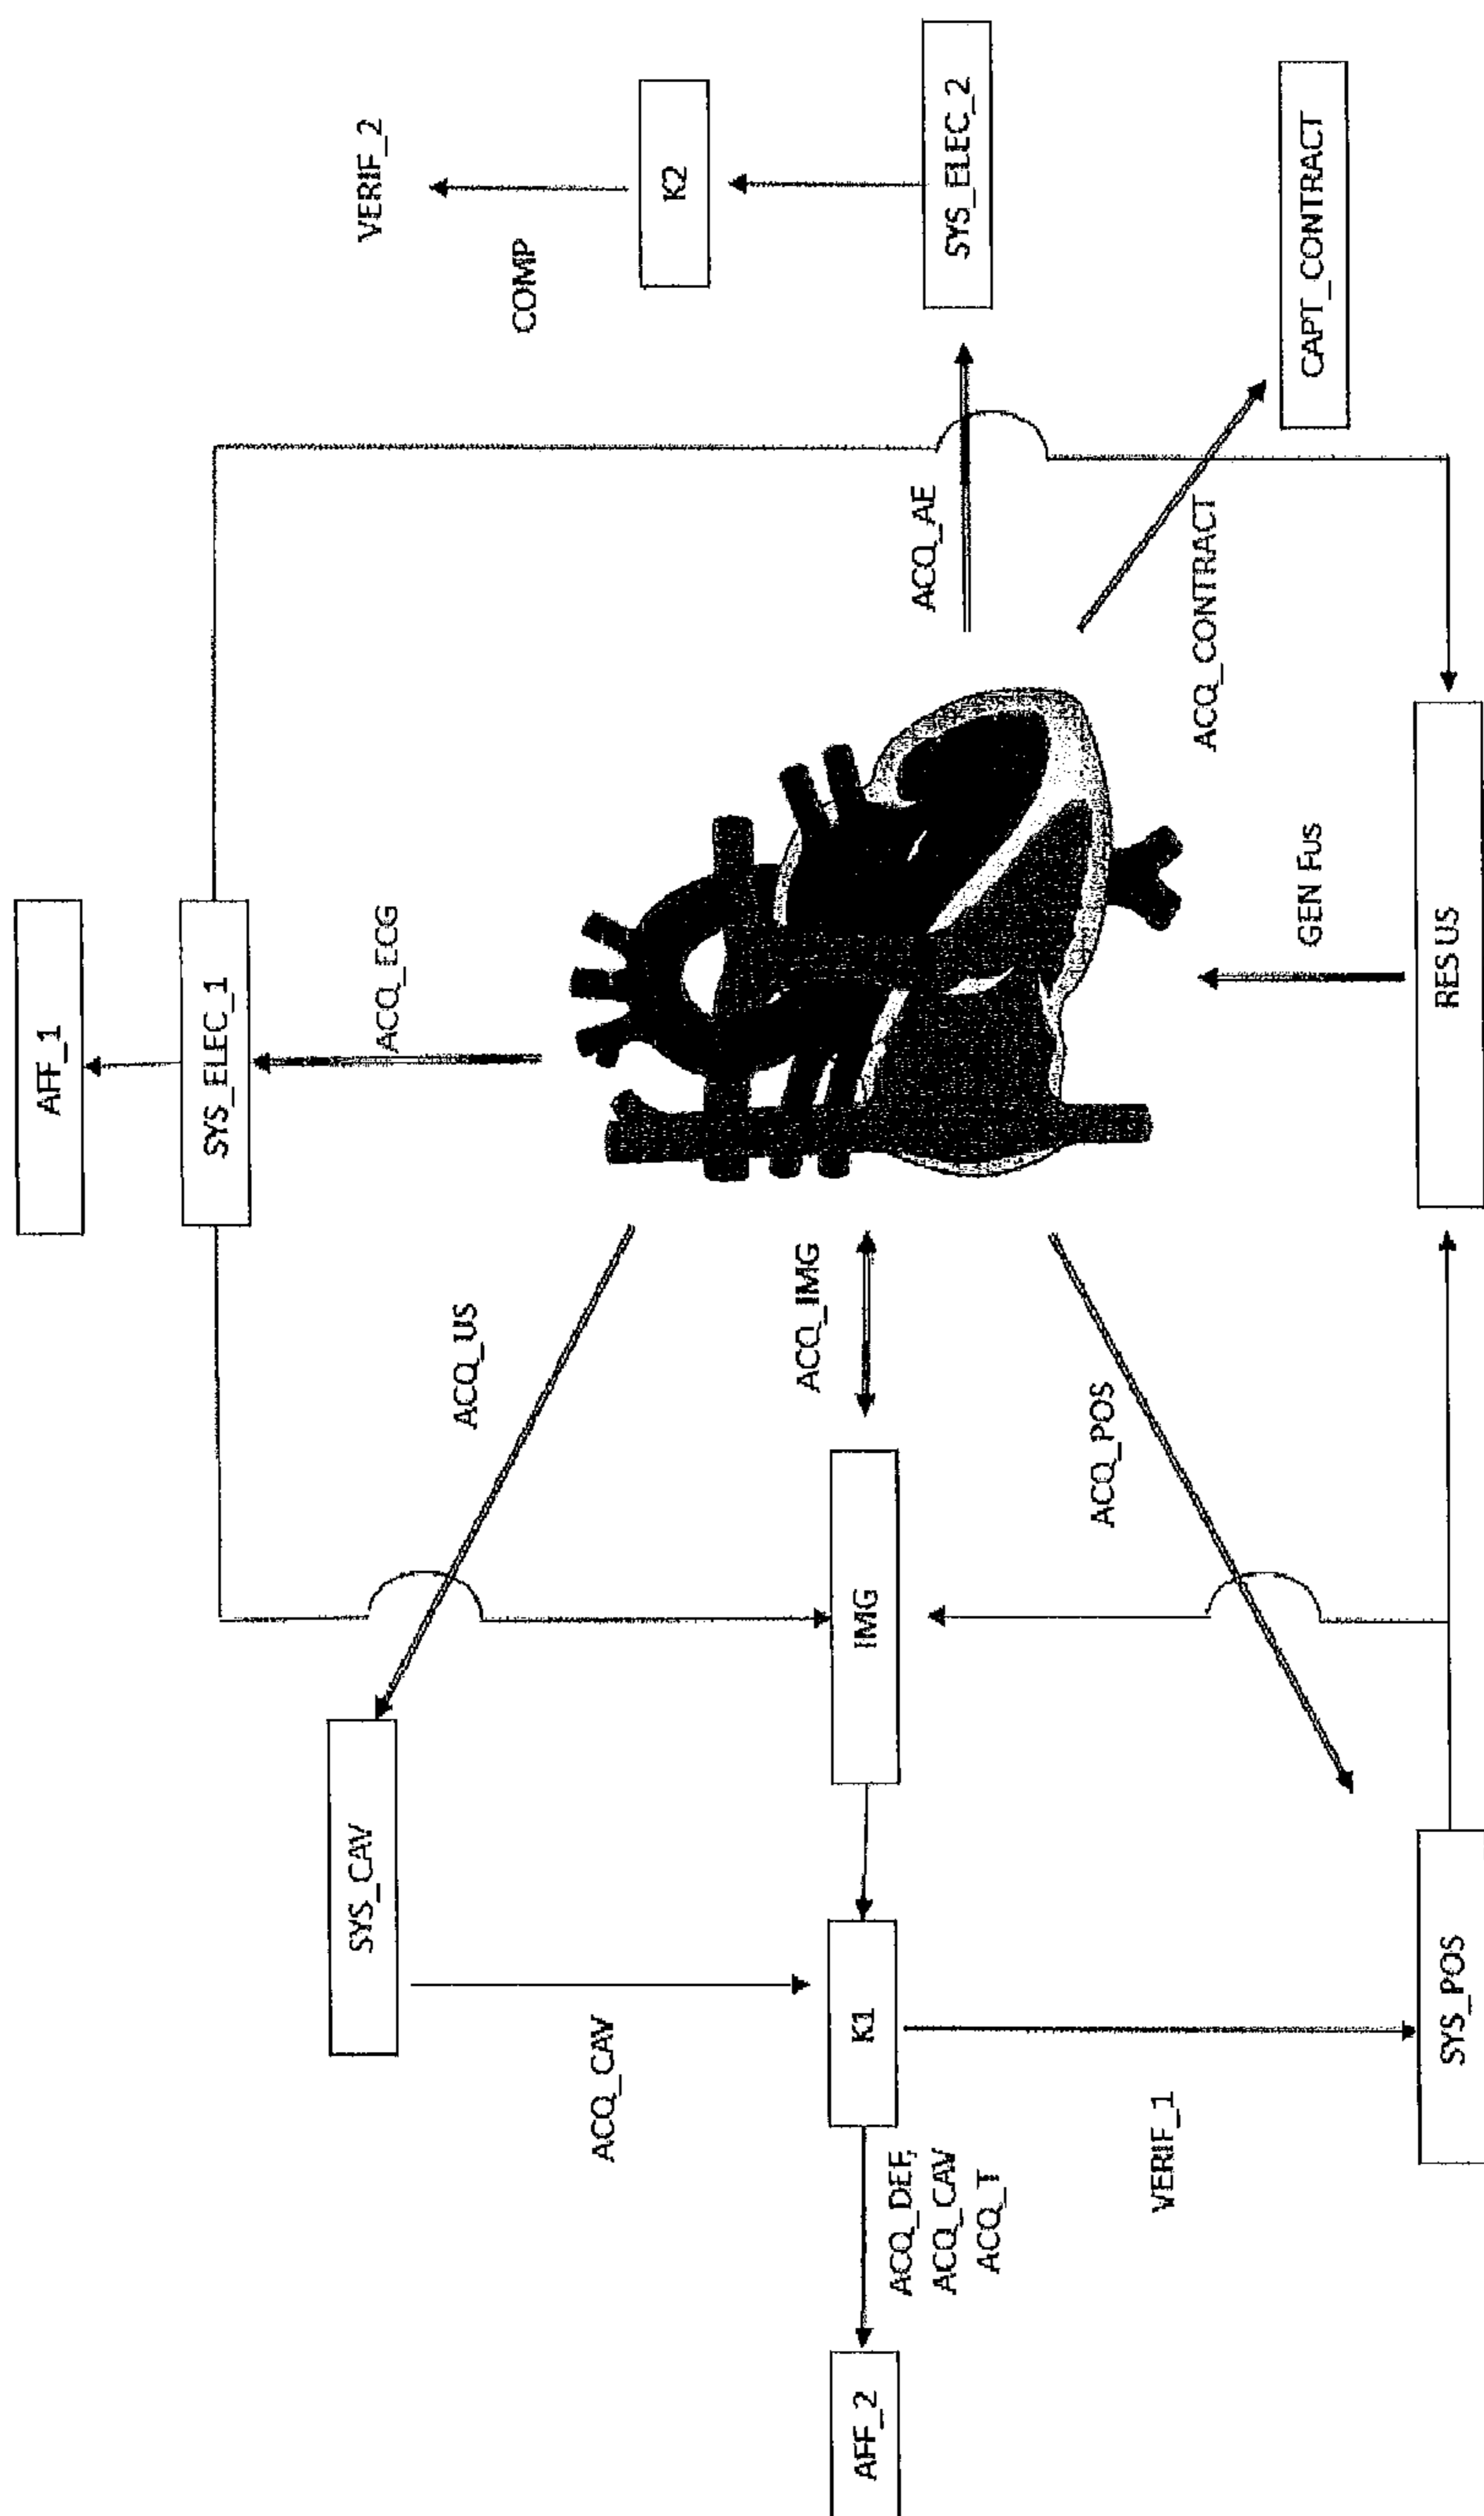 AFF_1
SYS_ELEC_1
ACQ_ECG
VERIF_2
COMP
K2
SYS_ELEC_2
CAPT_CONTRACT
ACQ_AE
ACQ_CONTRACT
SYS_CAV
ACQ_US
ACQ_CAV
ACQ_IMG
IMG
K1
AFF_2
ACQ_DEF,
ACQ_CAV
ACQ_T
ACQ_POS
VERIF_1
SYS_POS
GEN Fus
RES US